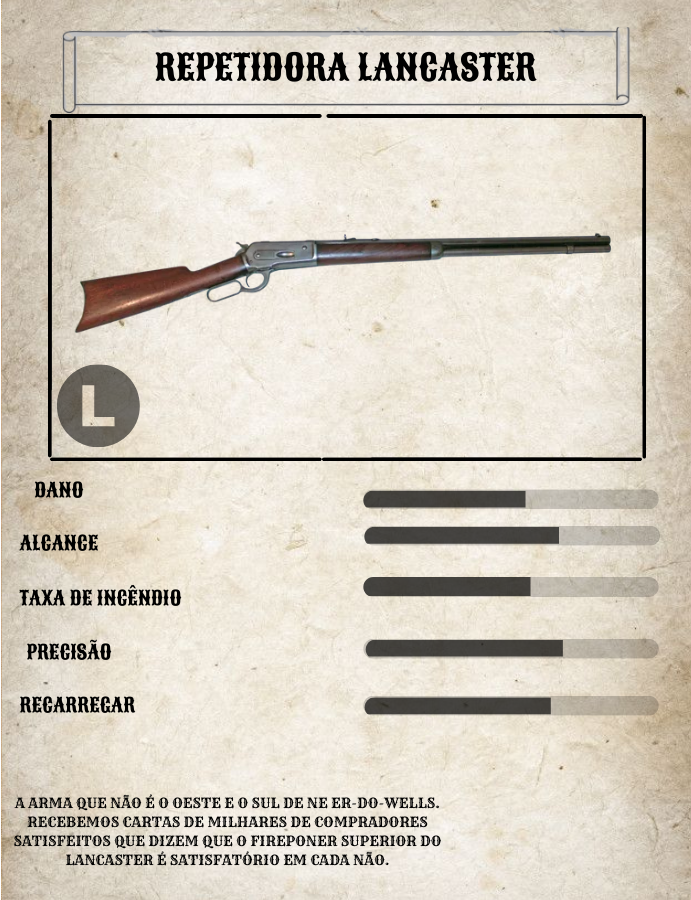 REPETIDORA LANCASTER
L
DANO
ALCANCE
TAXA DE INCÊNDIO
PRECISÃO
RECARREGAR
A ARMA QUE NÃO É O OESTE E O SUL DE NE ER-DO-WELLS.
RECEBEMOS CARTAS DE MILHARES DE COMPRADORES
SATISFEITOS QUE DIZEM QUE O FIREPONER SUPERIOR DO
LANCASTER É SATISFATÓRIO EM CADA NÃO.